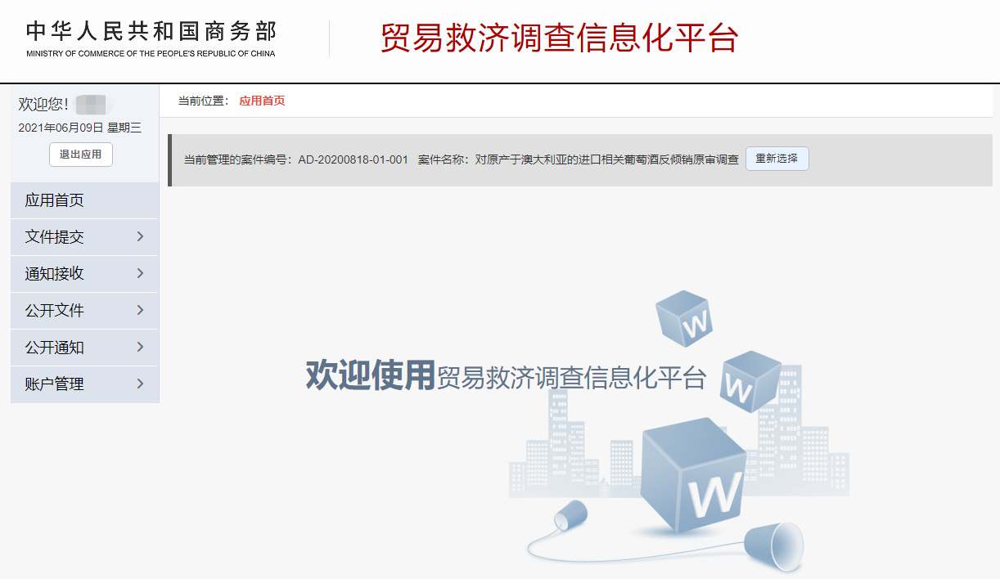 中华人民共和国商务部
MINISTRY OF COMMERCE OF THE PEOPLE'S REPUBLIC OF CHINA
贸易救济调查信息化平台
欢迎您!
2021年06月09日 星期三
退出应用
应用首页
文件提交
通知接收
公开文件
公开通知
账户管理
当前位置: 应用首页
当前管理的案件编号: AD-20200818-01-001 案件名称: 对原产于澳大利亚的进口相关葡萄酒反倾销原审调查 重新选择
欢迎使用贸易救济调查信息化平台
W
W
W